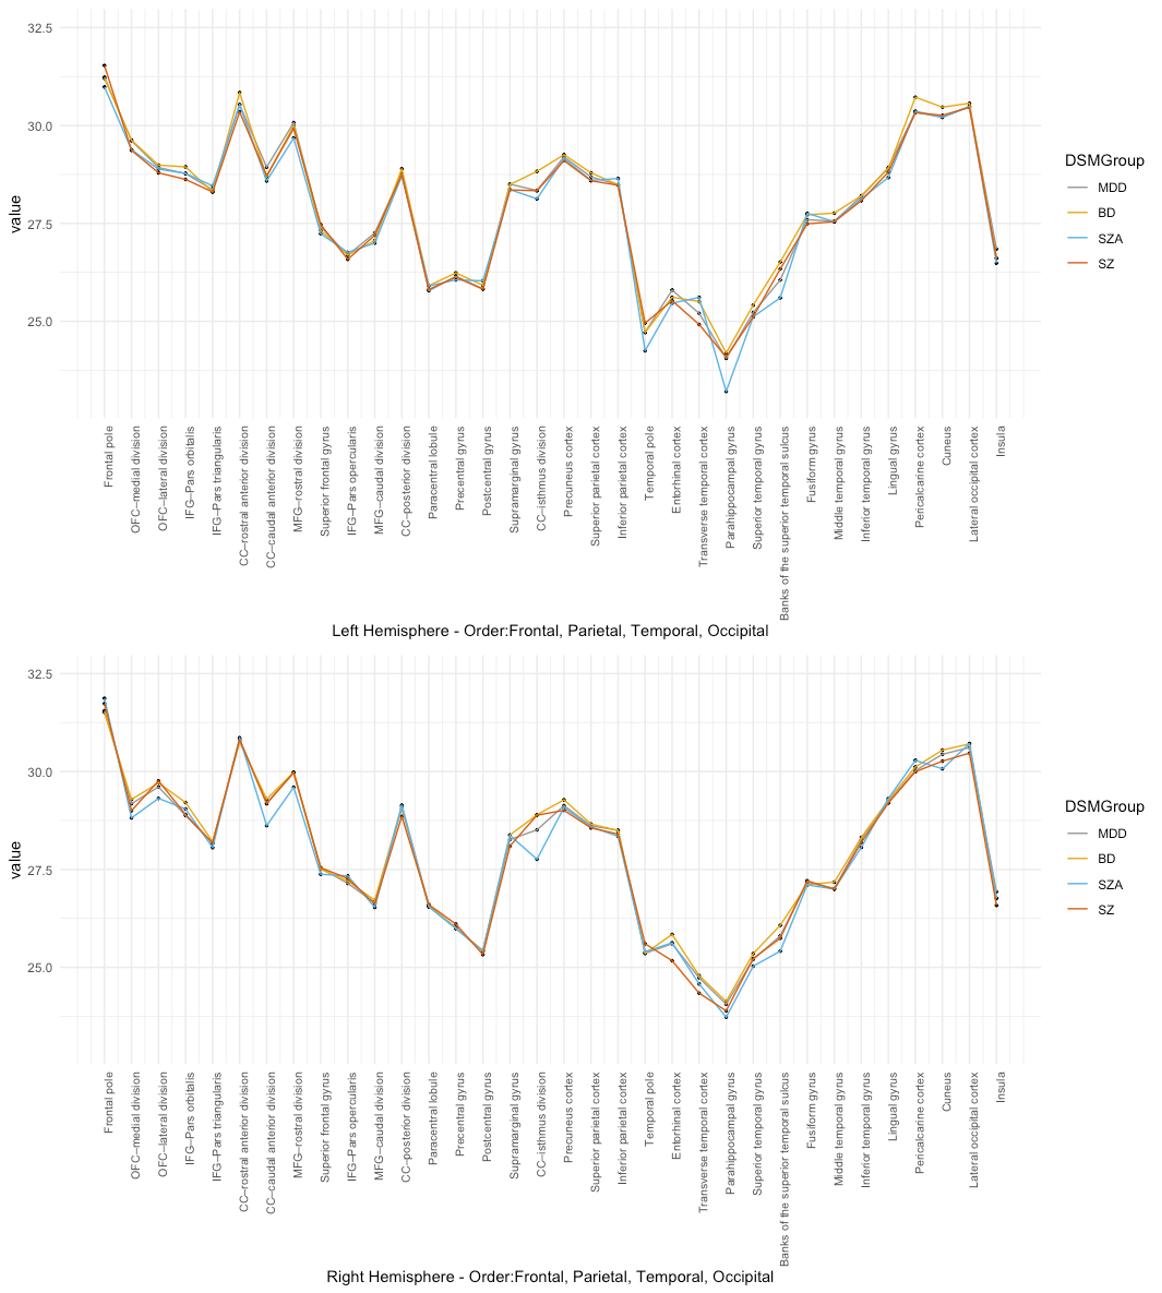 32.5
30.0
27.5
25.0
value
Frontal pole
OFC−medial division
OFC−lateral division
IFG−Pars orbitalis
IFG−Pars triangularis
CC−rostral anterior division
CC−caudal anterior division
MFG−rostral division
Superior frontal gyrus
IFG−Pars opercularis
MFG−caudal division
CC−posterior division
Paracentral lobule
Precentral gyrus
Postcentral gyrus
Supramarginal gyrus
CC−isthmus division
Precuneus cortex
Superior parietal cortex
Inferior parietal cortex
Temporal pole
Entorhinal cortex
Transverse temporal cortex
Parahippocampal gyrus
Superior temporal gyrus
Banks of the superior temporal sulcus
Fusiform gyrus
Middle temporal gyrus
Inferior temporal gyrus
Lingual gyrus
Pericalcarine cortex
Cuneus
Lateral occipital cortex
Insula
Left Hemisphere - Order:Frontal, Parietal, Temporal, Occipital
DSMGroup
MDD
BD
SZA
SZ
32.5
30.0
27.5
25.0
value
Frontal pole
OFC−medial division
OFC−lateral division
IFG−Pars orbitalis
IFG−Pars triangularis
CC−rostral anterior division
CC−caudal anterior division
MFG−rostral division
Superior frontal gyrus
IFG−Pars opercularis
MFG−caudal division
CC−posterior division
Paracentral lobule
Precentral gyrus
Postcentral gyrus
Supramarginal gyrus
CC−isthmus division
Precuneus cortex
Superior parietal cortex
Inferior parietal cortex
Temporal pole
Entorhinal cortex
Transverse temporal cortex
Parahippocampal gyrus
Superior temporal gyrus
Banks of the superior temporal sulcus
Fusiform gyrus
Middle temporal gyrus
Inferior temporal gyrus
Lingual gyrus
Pericalcarine cortex
Cuneus
Lateral occipital cortex
Insula
Right Hemisphere - Order:Frontal, Parietal, Temporal, Occipital
DSMGroup
MDD
BD
SZA
SZ